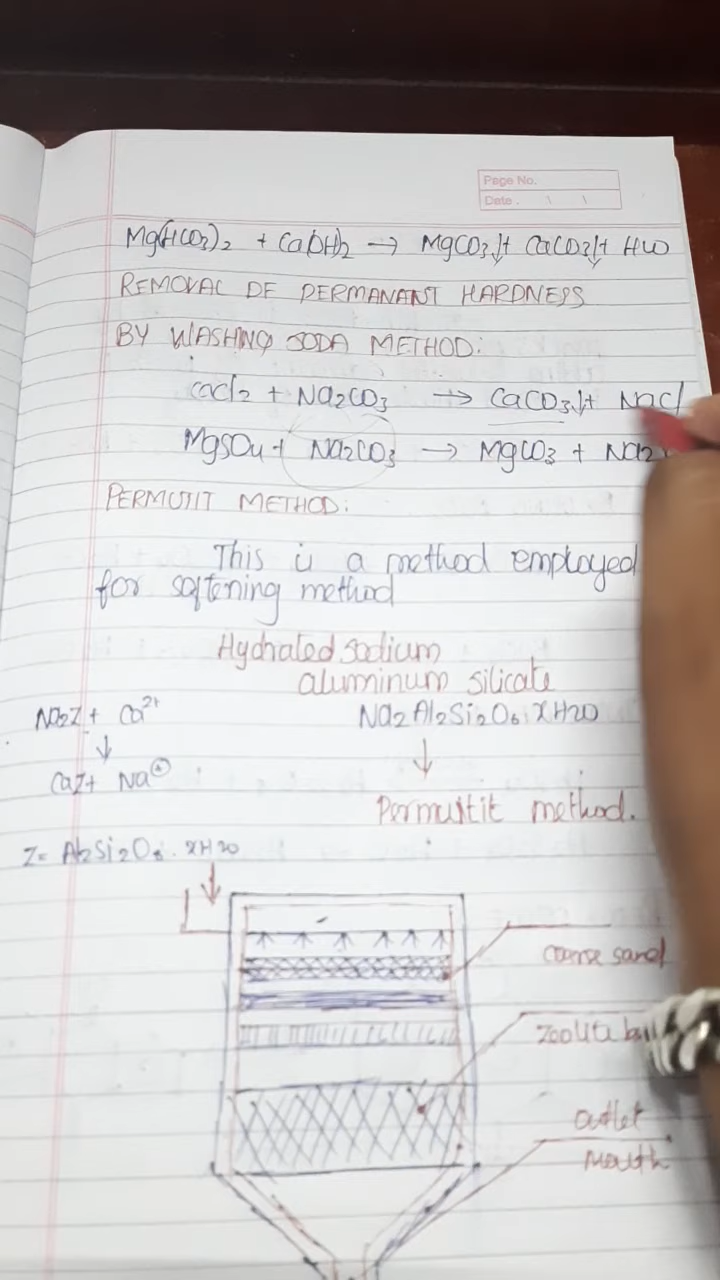 Page No.
Date . \ \
Mg(HCO3)2 + Ca(OH)2 → MgCO3↓+ CaCO3↓+ H2O
REMOVAL OF PERMANANT HARDNESS
BY WASHING SODA METHOD:
CaCl2 + Na2CO3 → CaCO3↓+ NaCl
MgSO4 + Na2CO3 → MgCO3 + Na2
PERMUTIT METHOD:
This is a method employed
for softening method
Hydrated sodium
aluminum silicate
Na2Z + Ca2+
Na2Al2Si2O8.XH2O
↓
CaZ+ Na+
↓
Permutit method.
Z= Al2Si2O8.XH2O
coarse sand
Zoolita
outlet
mouth